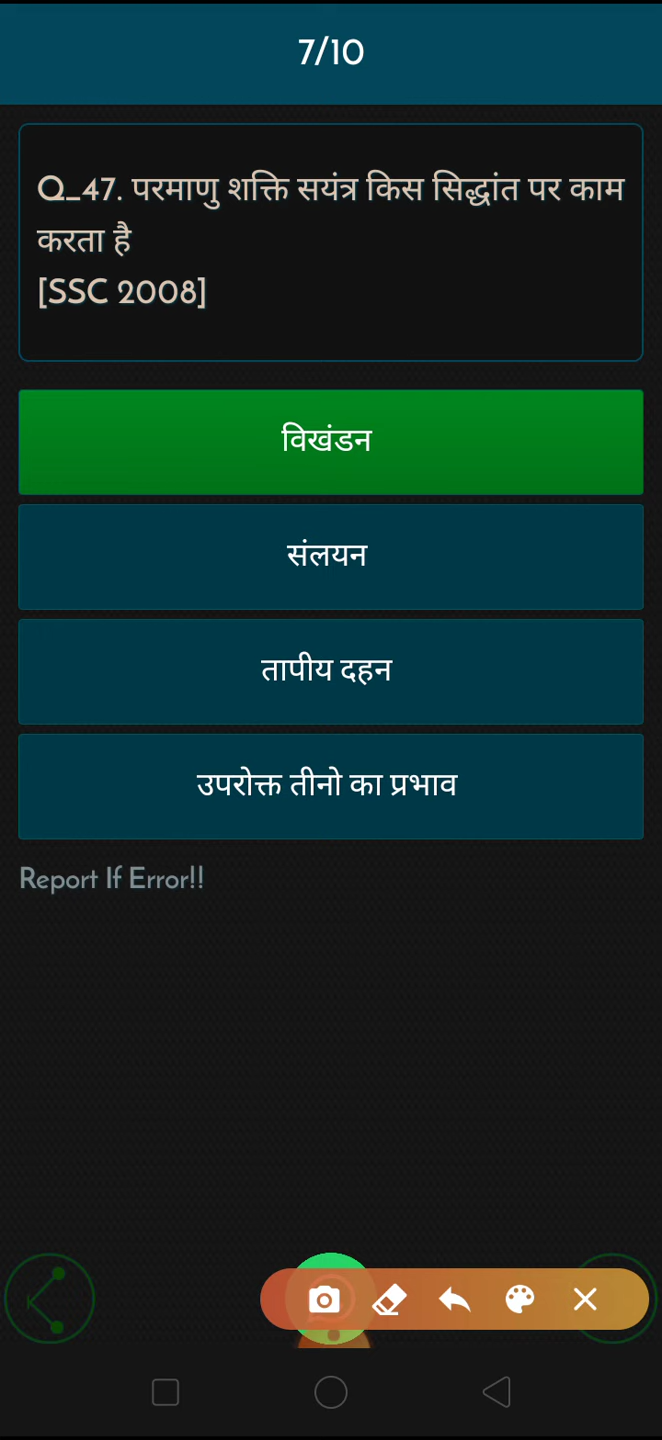 7/10
Q_47. परमाणु शक्ति सयंत्र किस सिद्धांत पर काम
करता है
[SSC 2008]
विखंडन
संलयन
तापीय दहन
उपरोक्त तीनो का प्रभाव
Report If Error!!